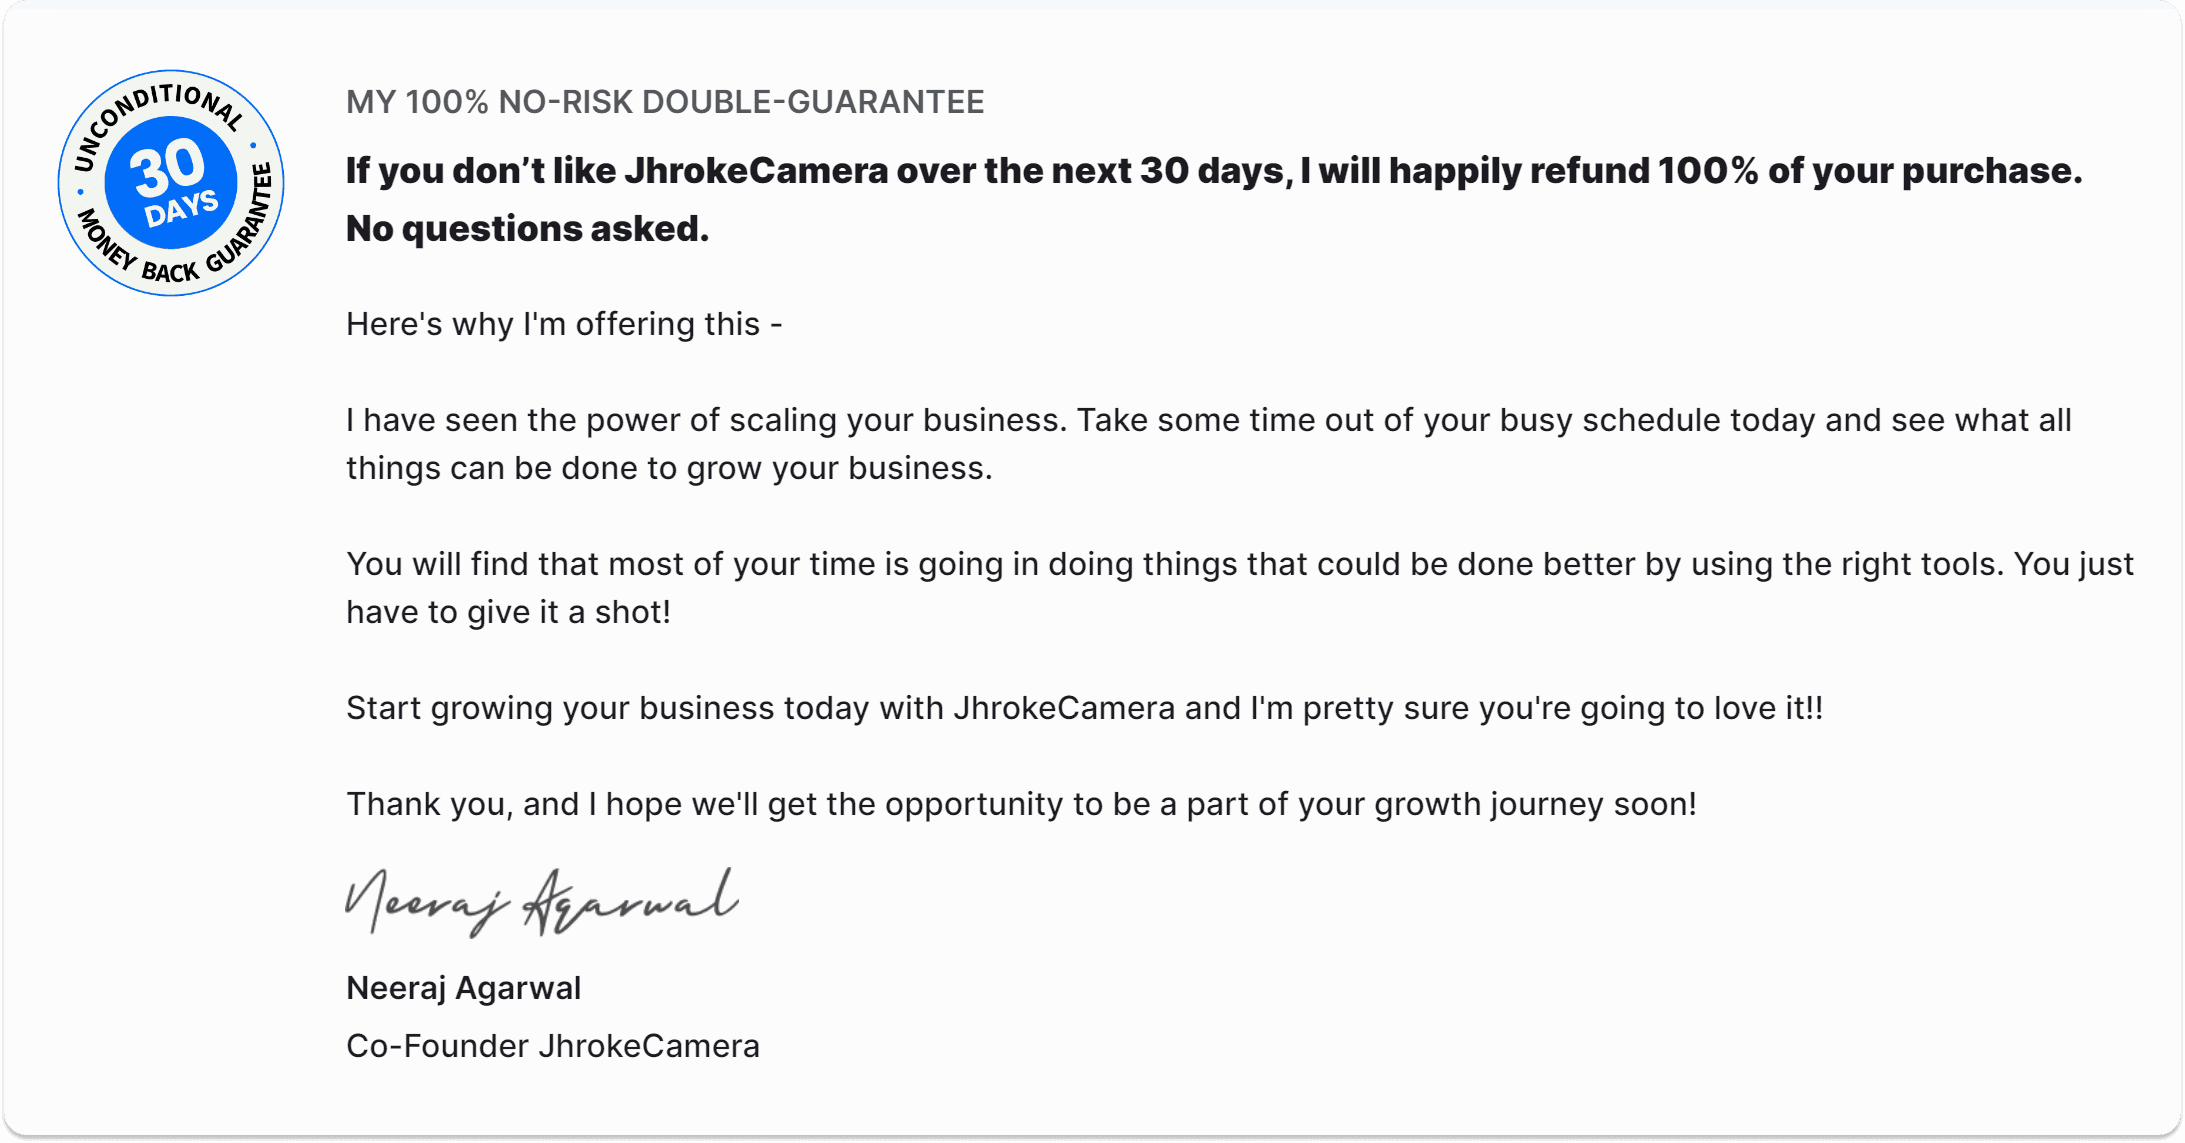 UNCONDITIONAL
30
DAYS
MONEY BACK GUARANTEE
MY 100% NO-RISK DOUBLE-GUARANTEE
If you don’t like JhrokeCamera over the next 30 days, I will happily refund 100% of your purchase.
No questions asked.
Here's why I'm offering this -
I have seen the power of scaling your business. Take some time out of your busy schedule today and see what all
things can be done to grow your business.
You will find that most of your time is going in doing things that could be done better by using the right tools. You just
have to give it a shot!
Start growing your business today with JhrokeCamera and I'm pretty sure you're going to love it!!
Thank you, and I hope we'll get the opportunity to be a part of your growth journey soon!
Neeraj Agarwal
Neeraj Agarwal
Co-Founder JhrokeCamera